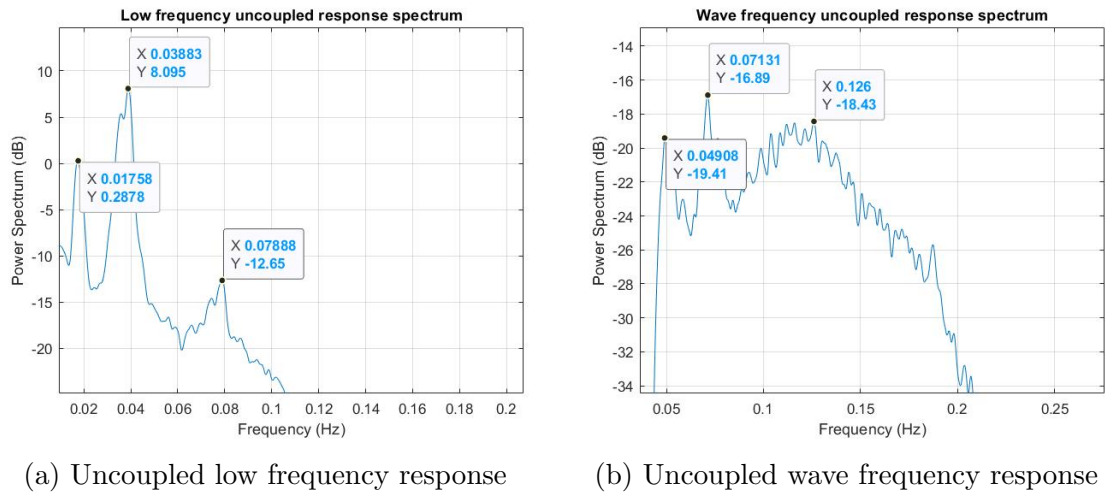 Low frequency uncoupled response spectrum
10
5
0
-5
-10
-15
-20
Power Spectrum (dB)
X 0.03883
Y 8.095
X 0.01758
Y 0.2878
X 0.07888
Y -12.65
0.02 0.04 0.06 0.08 0.1 0.12 0.14 0.16 0.18 0.2
Frequency (Hz)
(a) Uncoupled low frequency response
Wave frequency uncoupled response spectrum
-14
-16
-18
-20
-22
-24
-26
-28
-30
-32
-34
Power Spectrum (dB)
X 0.07131
Y -16.89
X 0.126
Y -18.43
X 0.04908
Y -19.41
0.05 0.1 0.15 0.2 0.25
Frequency (Hz)
(b) Uncoupled wave frequency response